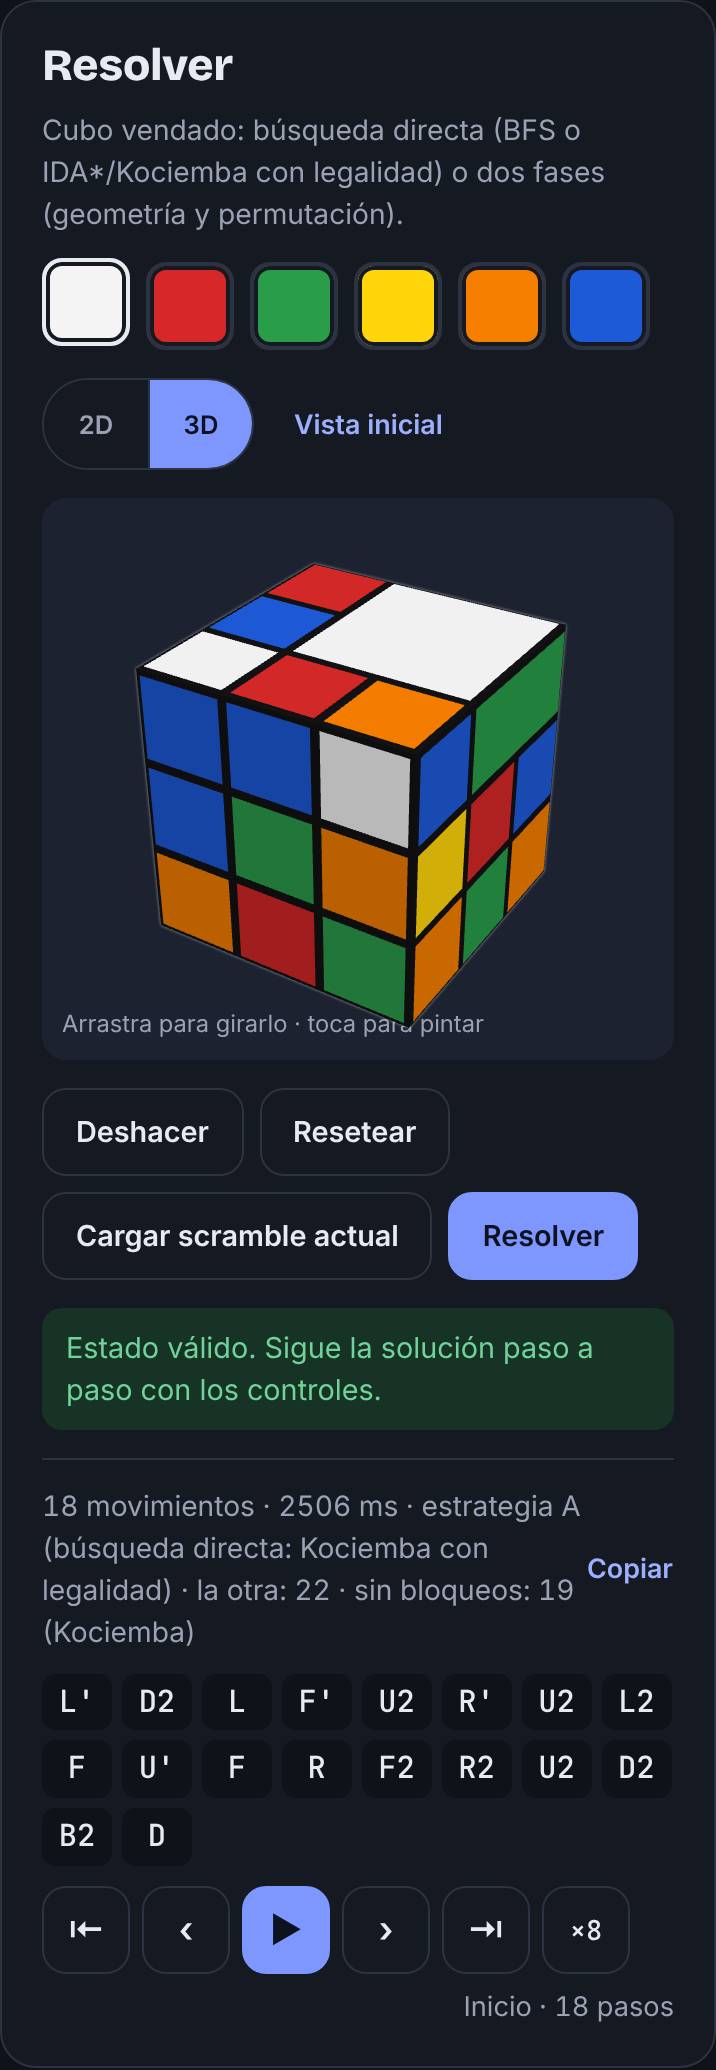 Resolver
Cubo vendado: búsqueda directa (BFS o
IDA*/Kociemba con legalidad) o dos fases
(geometría y permutación).
2D 3D Vista inicial
Arrastra para girarlo · toca para pintar
Deshacer Resetear
Cargar scramble actual Resolver
Estado válido. Sigue la solución paso a
paso con los controles.
18 movimientos · 2506 ms · estrategia A
(búsqueda directa: Kociemba con
legalidad) · la otra: 22 · sin bloqueos: 19
(Kociemba)
Copiar
L' D2 L F' U2 R' U2 L2
F U' F R F2 R2 U2 D2
B2 D
×8
Inicio · 18 pasos